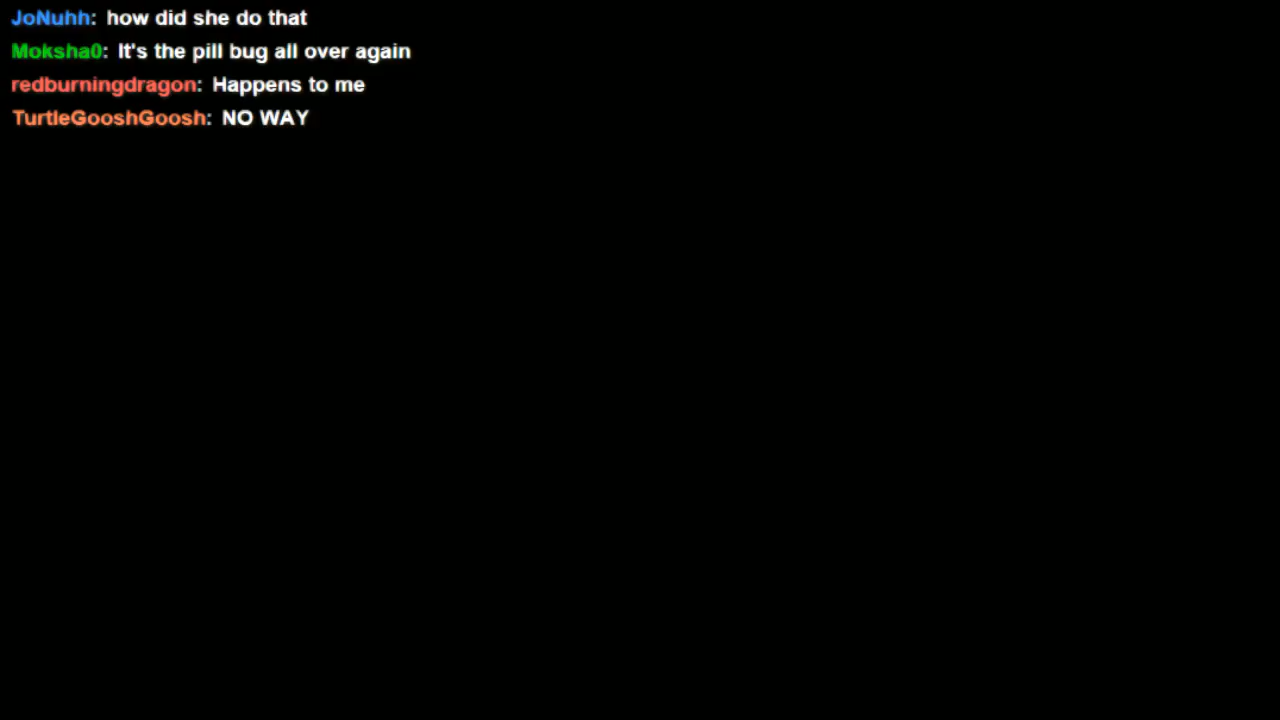 JoNuhh: how did she do that
Moksha0: It's the pill bug all over again
redburningdragon: Happens to me
TurtleGooshGoosh: NO WAY